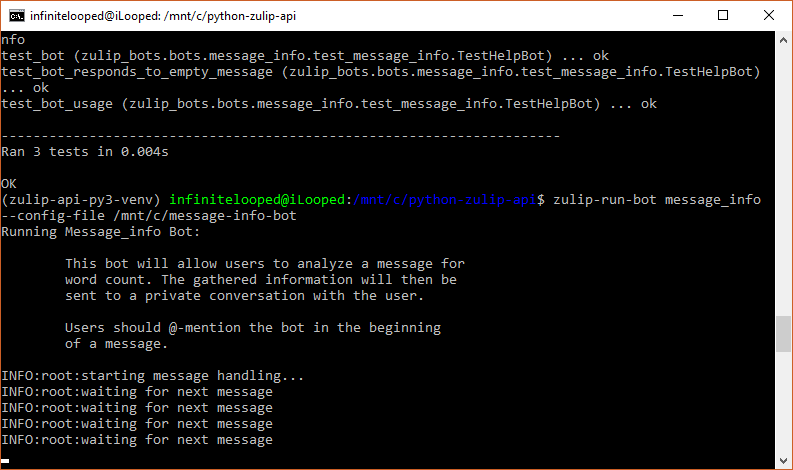 infinitelooped@iLooped: /mnt/c/python-zulip-api
nfo
test_bot (zulip_bots.bots.message_info.test_message_info.TestHelpBot) ... ok
test_bot_responds_to_empty_message (zulip_bots.bots.message_info.test_message_info.TestHelpBot)
... ok
test_bot_usage (zulip_bots.bots.message_info.test_message_info.TestHelpBot) ... ok
----------------------------------------------------------------------
Ran 3 tests in 0.004s
OK
(zulip-api-py3-venv) infinitelooped@iLooped:/mnt/c/python-zulip-api$ zulip-run-bot message_info
--config-file /mnt/c/message-info-bot
Running Message_info Bot:
This bot will allow users to analyze a message for
word count. The gathered information will then be
sent to a private conversation with the user.
Users should @-mention the bot in the beginning
of a message.
INFO:root:starting message handling...
INFO:root:waiting for next message
INFO:root:waiting for next message
INFO:root:waiting for next message
INFO:root:waiting for next message